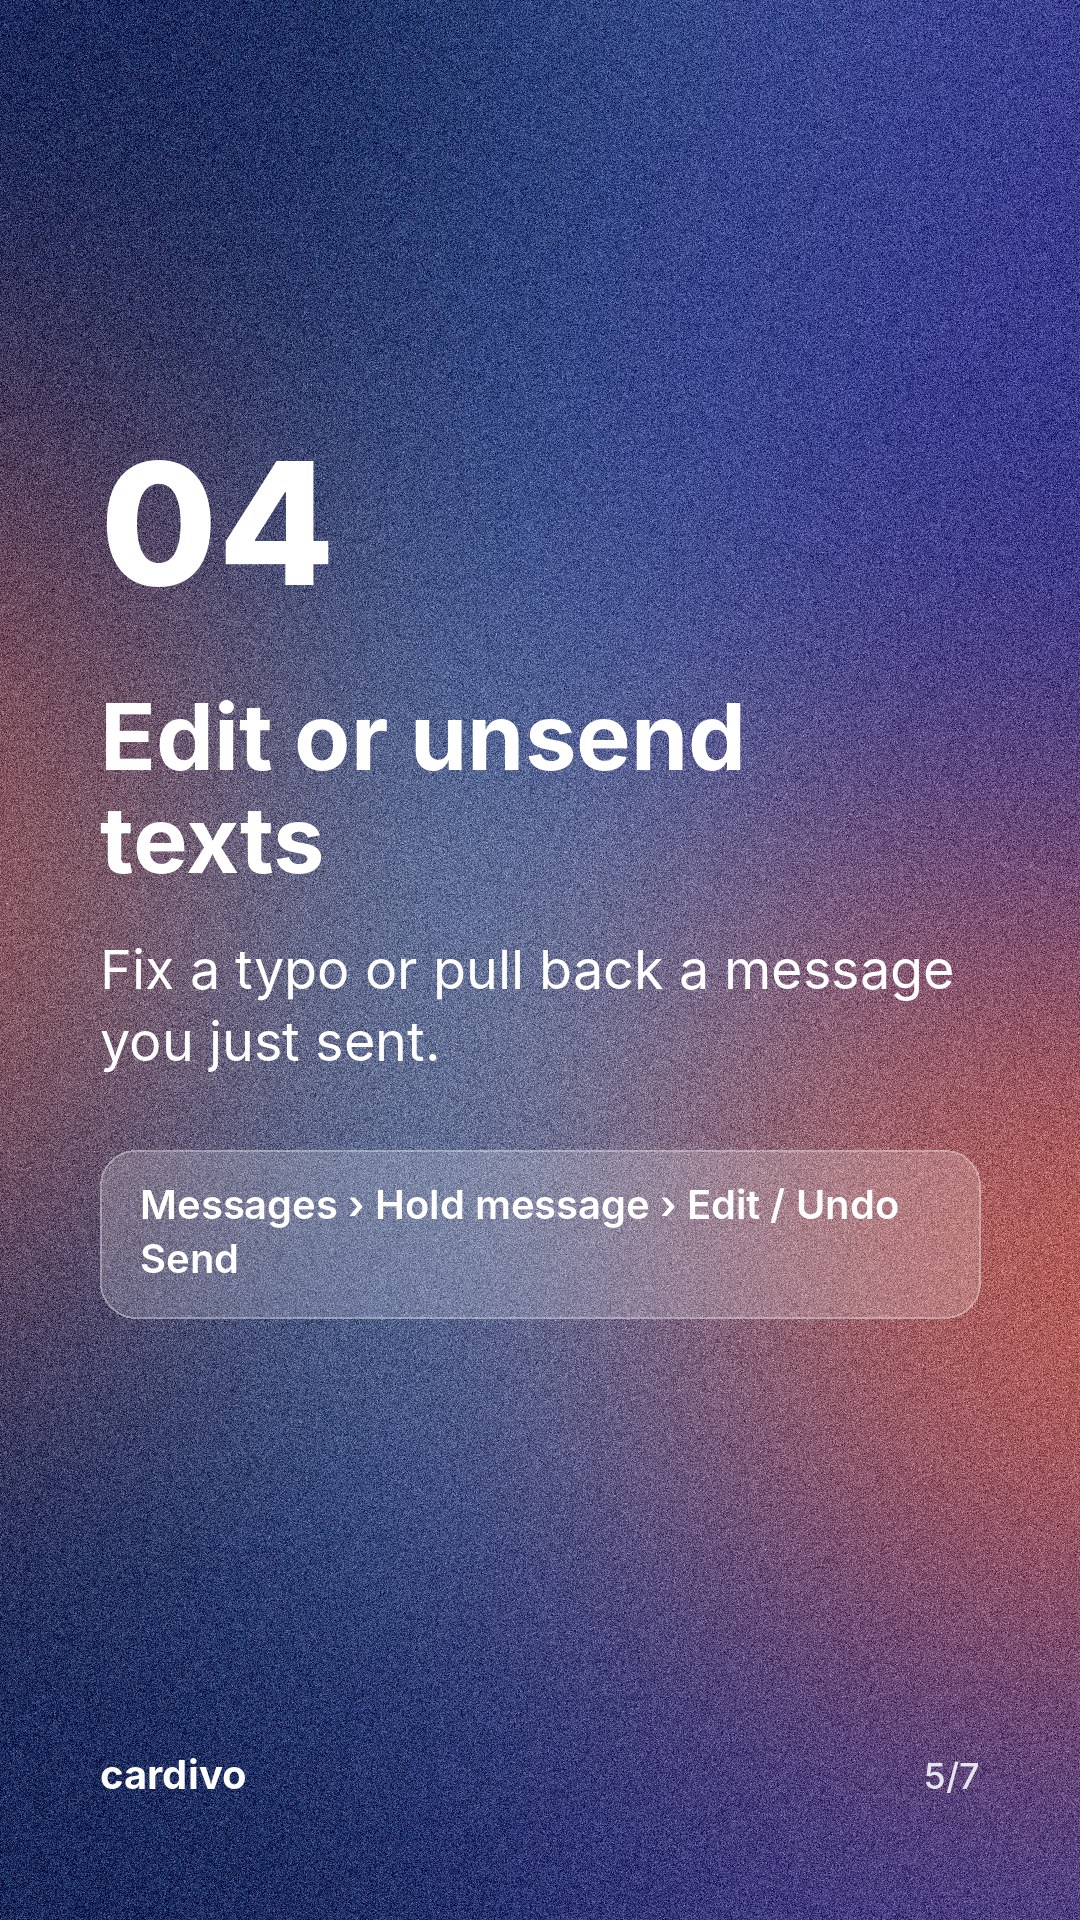 04
Edit or unsend
texts
Fix a typo or pull back a message
you just sent.
Messages › Hold message › Edit / Undo
Send
cardivo
5/7